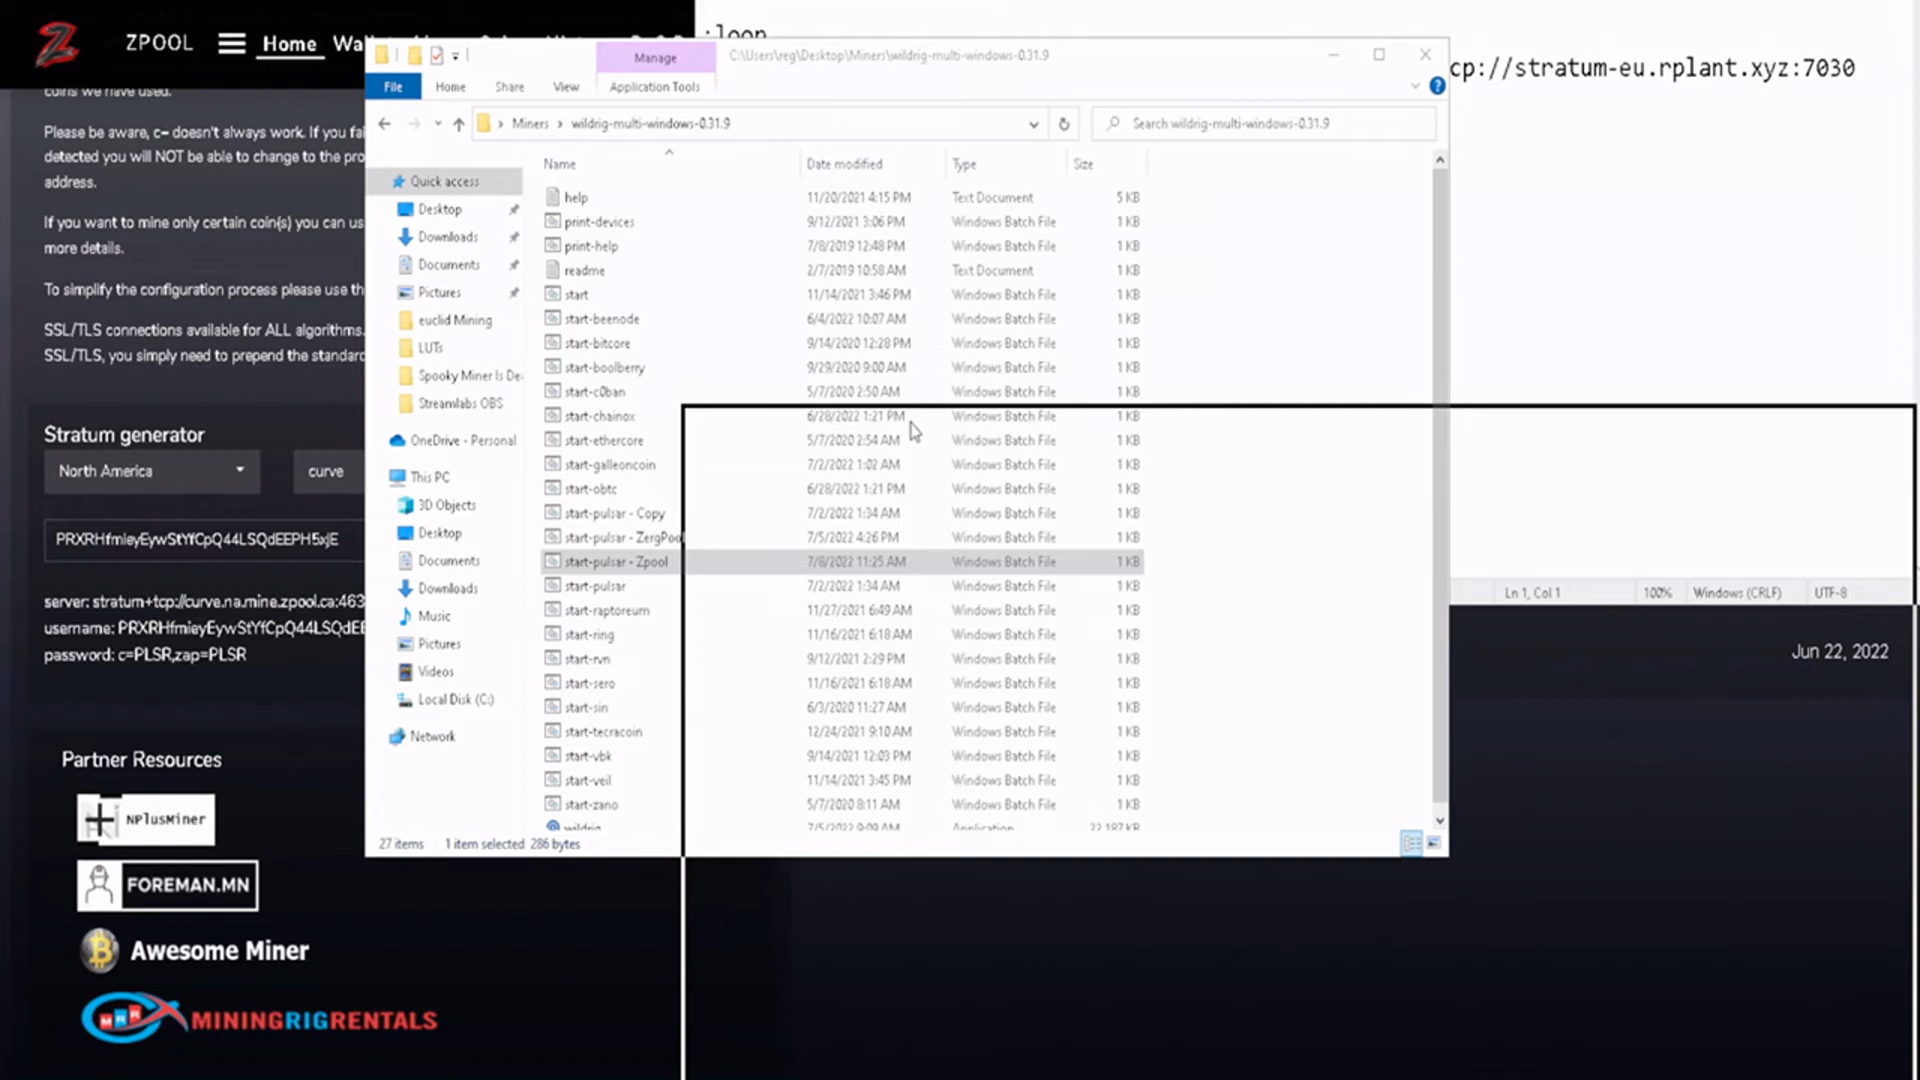 ZPOOL
Home
:loop
cp://stratum-eu.rplant.xyz:7030
coins we have used.
Please be aware, c= doesn't always work. If you fai
detected you will NOT be able to change to the pro
address.
If you want to mine only certain coin(s) you can us
more details.
To simplify the configuration process please use th
SSL/TLS connections available for ALL algorithms.
SSL/TLS, you simply need to prepend the standard
Stratum generator
North America
curve
PRXRHfmieyEywStYfCpQ44LSQdEEPH5xjE
server: stratum+tcp://curve.na.mine.zpool.ca:463
username: PRXRHfmieyEywStYfCpQ44LSQdEE
password: c=PLSR,zap=PLSR
Partner Resources
NPlusMiner
FOREMAN.MN
Awesome Miner
MRR MININGRIGRENTALS
Manage
C:\Users\reg\Desktop\Miners\wildrig-multi-windows-0.31.9
File Home Share View Application Tools
Miners > wildrig-multi-windows-0.31.9
Search wildrig-multi-windows-0.31.9
Quick access
Desktop
Downloads
Documents
Pictures
euclid Mining
LUTs
Spooky Miner Is De
Streamlabs OBS
OneDrive - Personal
This PC
3D Objects
Desktop
Documents
Downloads
Music
Pictures
Videos
Local Disk (C:)
Network
Name Date modified Type Size
help 11/20/2021 4:15 PM Text Document 5 KB
print-devices 9/12/2021 3:06 PM Windows Batch File 1 KB
print-help 7/8/2019 12:48 PM Windows Batch File 1 KB
readme 2/7/2019 10:58 AM Text Document 1 KB
start 11/14/2021 3:46 PM Windows Batch File 1 KB
start-beenode 6/4/2022 10:07 AM Windows Batch File 1 KB
start-bitcore 9/14/2020 12:28 PM Windows Batch File 1 KB
start-boolberry 9/29/2020 9:00 AM Windows Batch File 1 KB
start-c0ban 5/7/2020 2:50 AM Windows Batch File 1 KB
start-chainox 6/28/2022 1:21 PM Windows Batch File 1 KB
start-ethercore 5/7/2020 2:54 AM Windows Batch File 1 KB
start-galleoncoin 7/2/2022 1:02 AM Windows Batch File 1 KB
start-obtc 6/28/2022 1:21 PM Windows Batch File 1 KB
start-pulsar - Copy 7/2/2022 1:34 AM Windows Batch File 1 KB
start-pulsar - ZergPoo 7/5/2022 4:26 PM Windows Batch File 1 KB
start-pulsar - Zpool 7/8/2022 11:25 AM Windows Batch File 1 KB
start-pulsar 7/2/2022 1:34 AM Windows Batch File 1 KB
start-raptoreum 11/27/2021 6:49 AM Windows Batch File 1 KB
start-ring 11/16/2021 6:18 AM Windows Batch File 1 KB
start-rvn 9/12/2021 2:29 PM Windows Batch File 1 KB
start-sero 11/16/2021 6:18 AM Windows Batch File 1 KB
start-sin 6/3/2020 11:27 AM Windows Batch File 1 KB
start-tecracoin 12/24/2021 9:10 AM Windows Batch File 1 KB
start-vbk 9/14/2021 12:03 PM Windows Batch File 1 KB
start-veil 11/14/2021 3:45 PM Windows Batch File 1 KB
start-zano 5/7/2020 8:11 AM Windows Batch File 1 KB
wildrig 7/5/2022 9:09 AM Application 22,197 KB
27 items 1 item selected 286 bytes
Ln 1, Col 1 100% Windows (CRLF) UTF-8
Jun 22, 2022